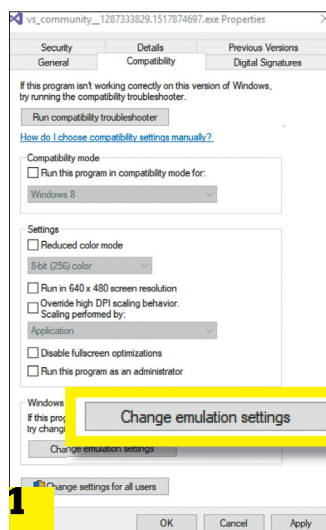 vs_community__1287333829.1517874697.exe Properties
Security Details Previous Versions
General Compatibility Digital Signatures
If this program isn't working correctly on this version of Windows,
try running the compatibility troubleshooter.
Run compatibility troubleshooter
How do I choose compatibility settings manually?
Compatibility mode
Run this program in compatibility mode for:
Windows 8
Settings
Reduced color mode
8-bit (256) color
Run in 640 x 480 screen resolution
Override high DPI scaling behavior.
Scaling performed by:
Application
Disable fullscreen optimizations
Run this program as an administrator
Windows
If this prog
try changi
Change emulation settings
Change emulation settings
Change settings for all users
1
OK Cancel Apply